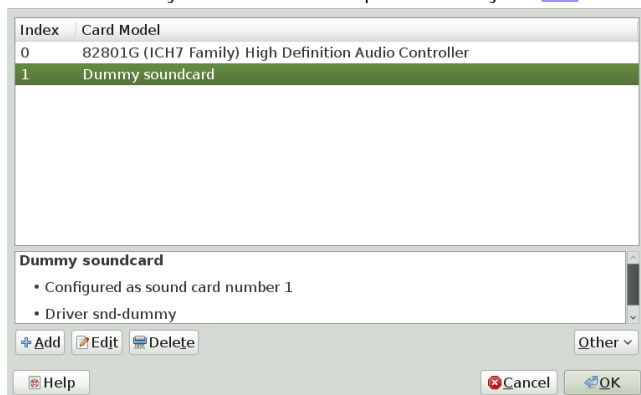 Index Card Model
0 82801G (ICH7 Family) High Definition Audio Controller
1 Dummy soundcard
Dummy soundcard
• Configured as sound card number 1
• Driver snd-dummy
Add Edit Delete Other
Help Cancel OK